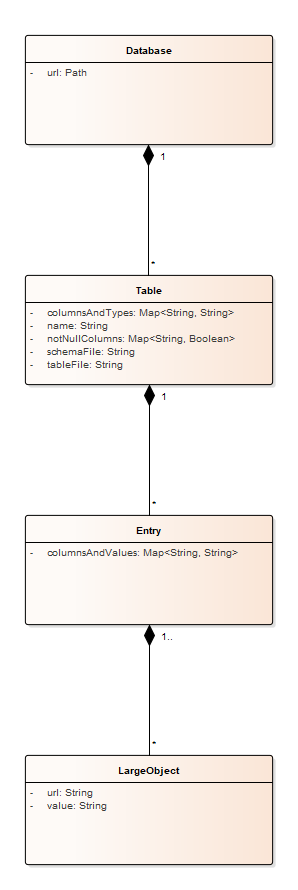 Database
- url: Path
1
*
Table
- columnsAndTypes: Map<String, String>
- name: String
- notNullColumns: Map<String, Boolean>
- schemaFile: String
- tableFile: String
1
*
Entry
- columnsAndValues: Map<String, String>
1..
*
LargeObject
- url: String
- value: String